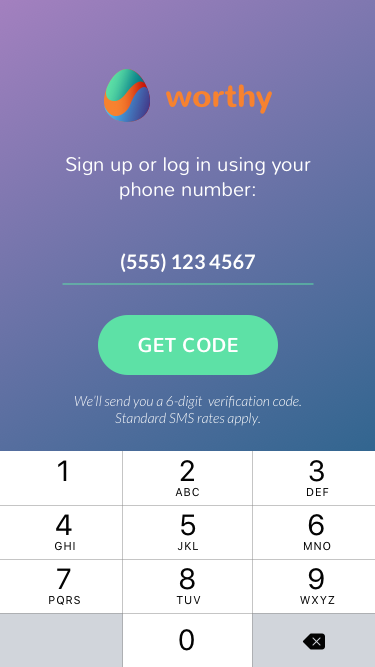 worthy
Sign up or log in using your
phone number:
(555) 123 4567
GET CODE
We'll send you a 6-digit verification code.
Standard SMS rates apply.
1 2 3
ABC DEF
4 5 6
GHI JKL MNO
7 8 9
PQRS TUV WXYZ
0